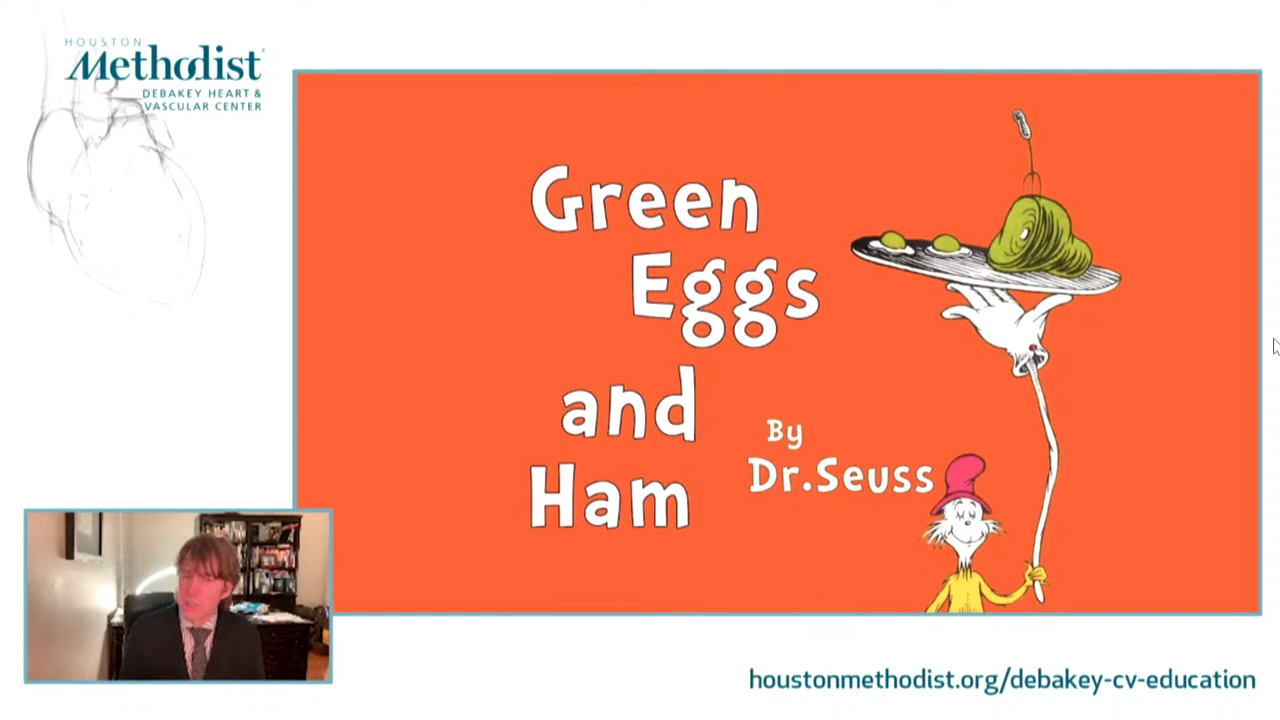 HOUSTON
Methodist
DEBAKEY HEART &
VASCULAR CENTER
Green
Eggs
and
Ham
By
Dr.Seuss
houstonmethodist.org/debakey-cv-education